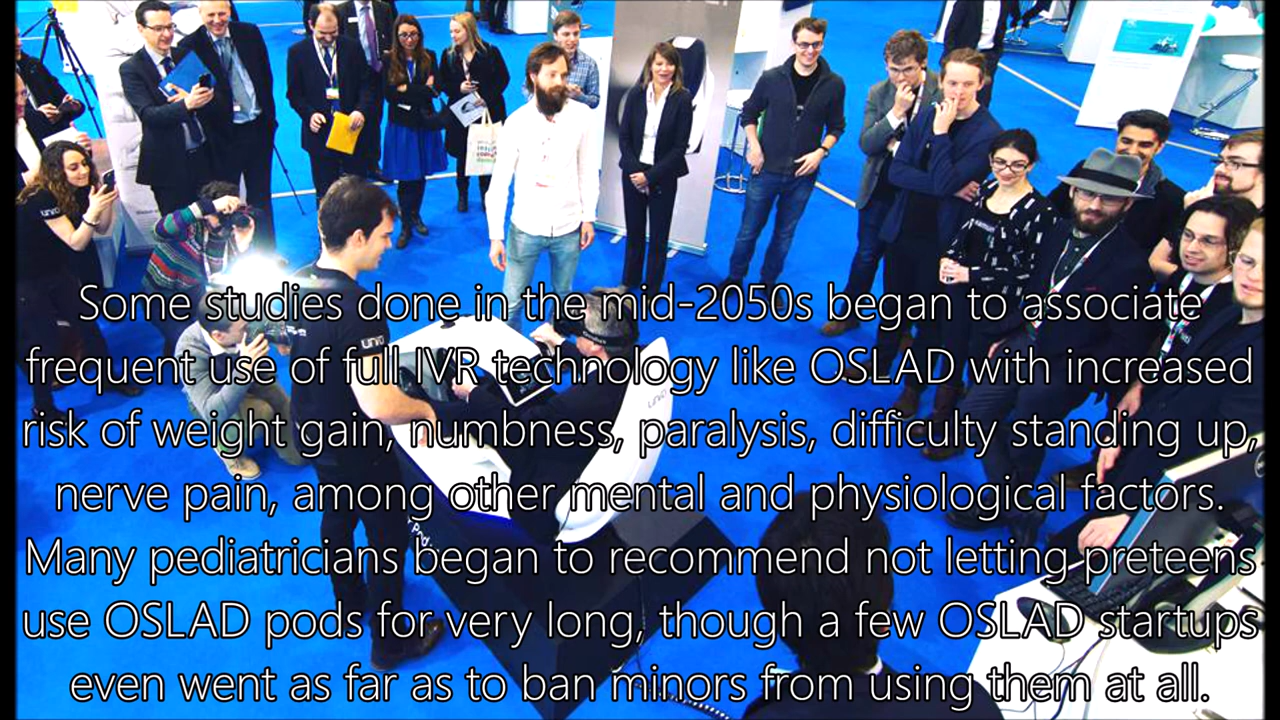 unio
unio
Some studies done in the mid-2050s began to associate
frequent use of full IVR technology like OSLAD with increased
risk of weight gain, numbness, paralysis, difficulty standing up,
nerve pain, among other mental and physiological factors.
Many pediatricians began to recommend not letting preteens
use OSLAD pods for very long, though a few OSLAD startups
even went as far as to ban minors from using them at all.